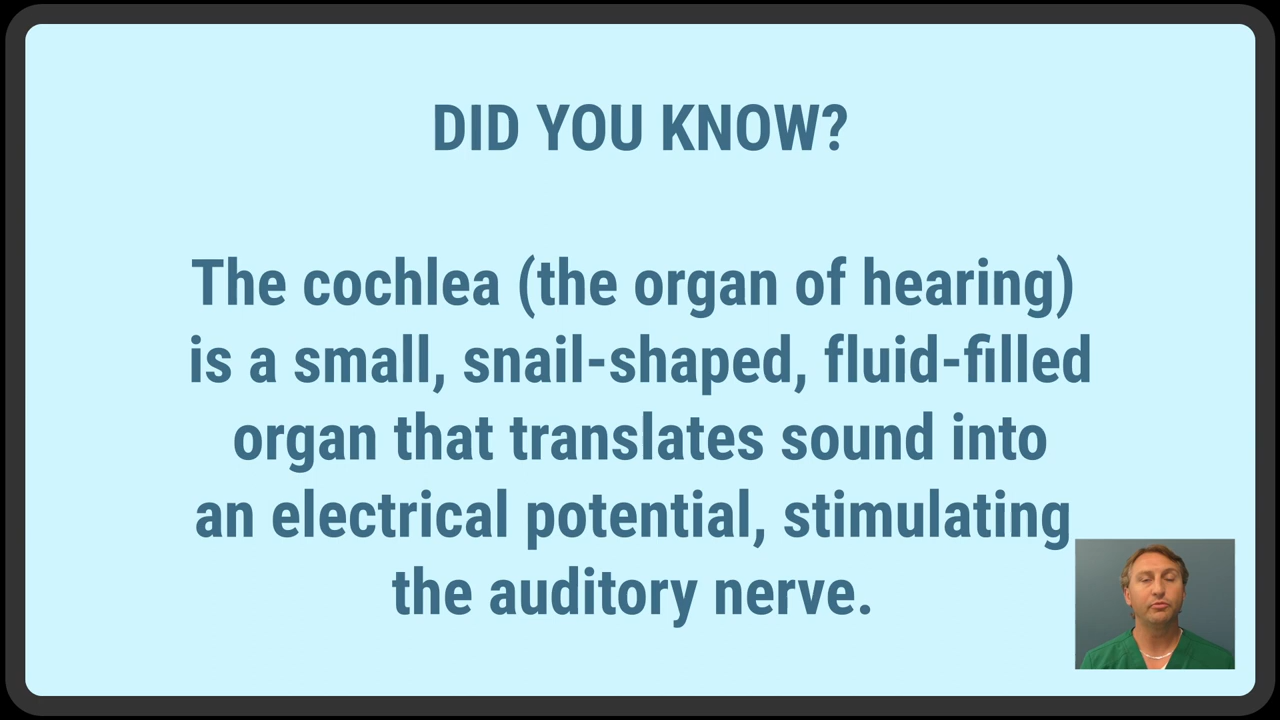 DID YOU KNOW?
The cochlea (the organ of hearing)
is a small, snail-shaped, fluid-filled
organ that translates sound into
an electrical potential, stimulating
the auditory nerve.